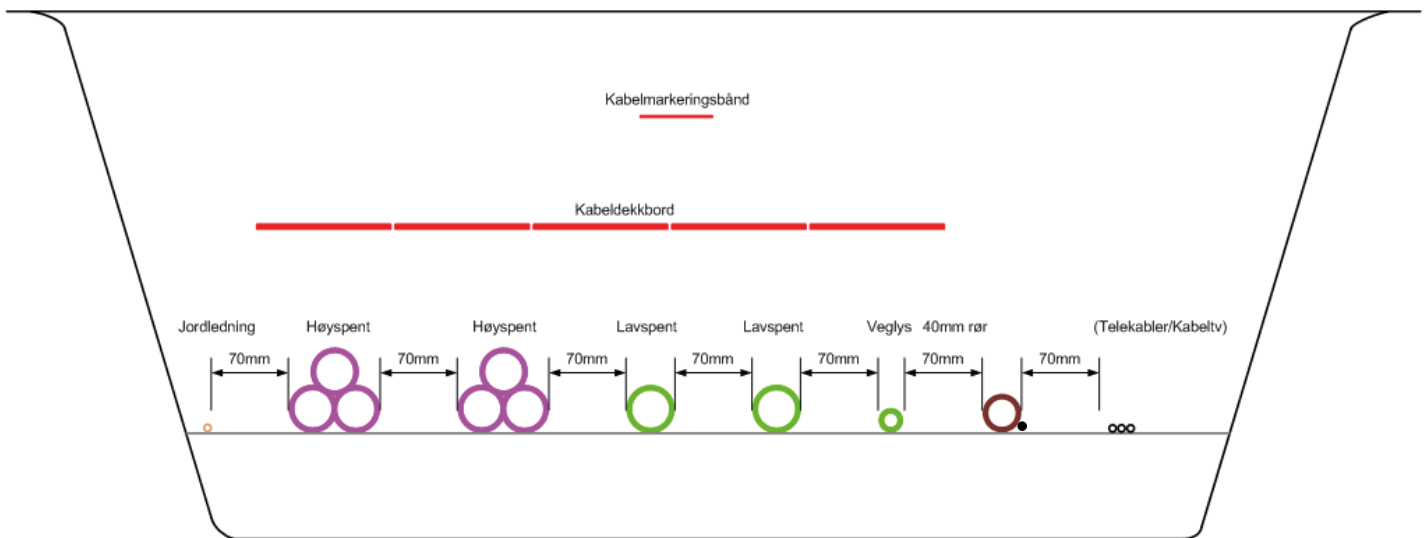 Kabelmarkeringsbånd
Kabeldekkbord
Jordledning Høyspent Høyspent Lavspent Lavspent Veglys 40mm rør (Telekabler/Kabeltv)
70mm 70mm 70mm 70mm 70mm 70mm 70mm